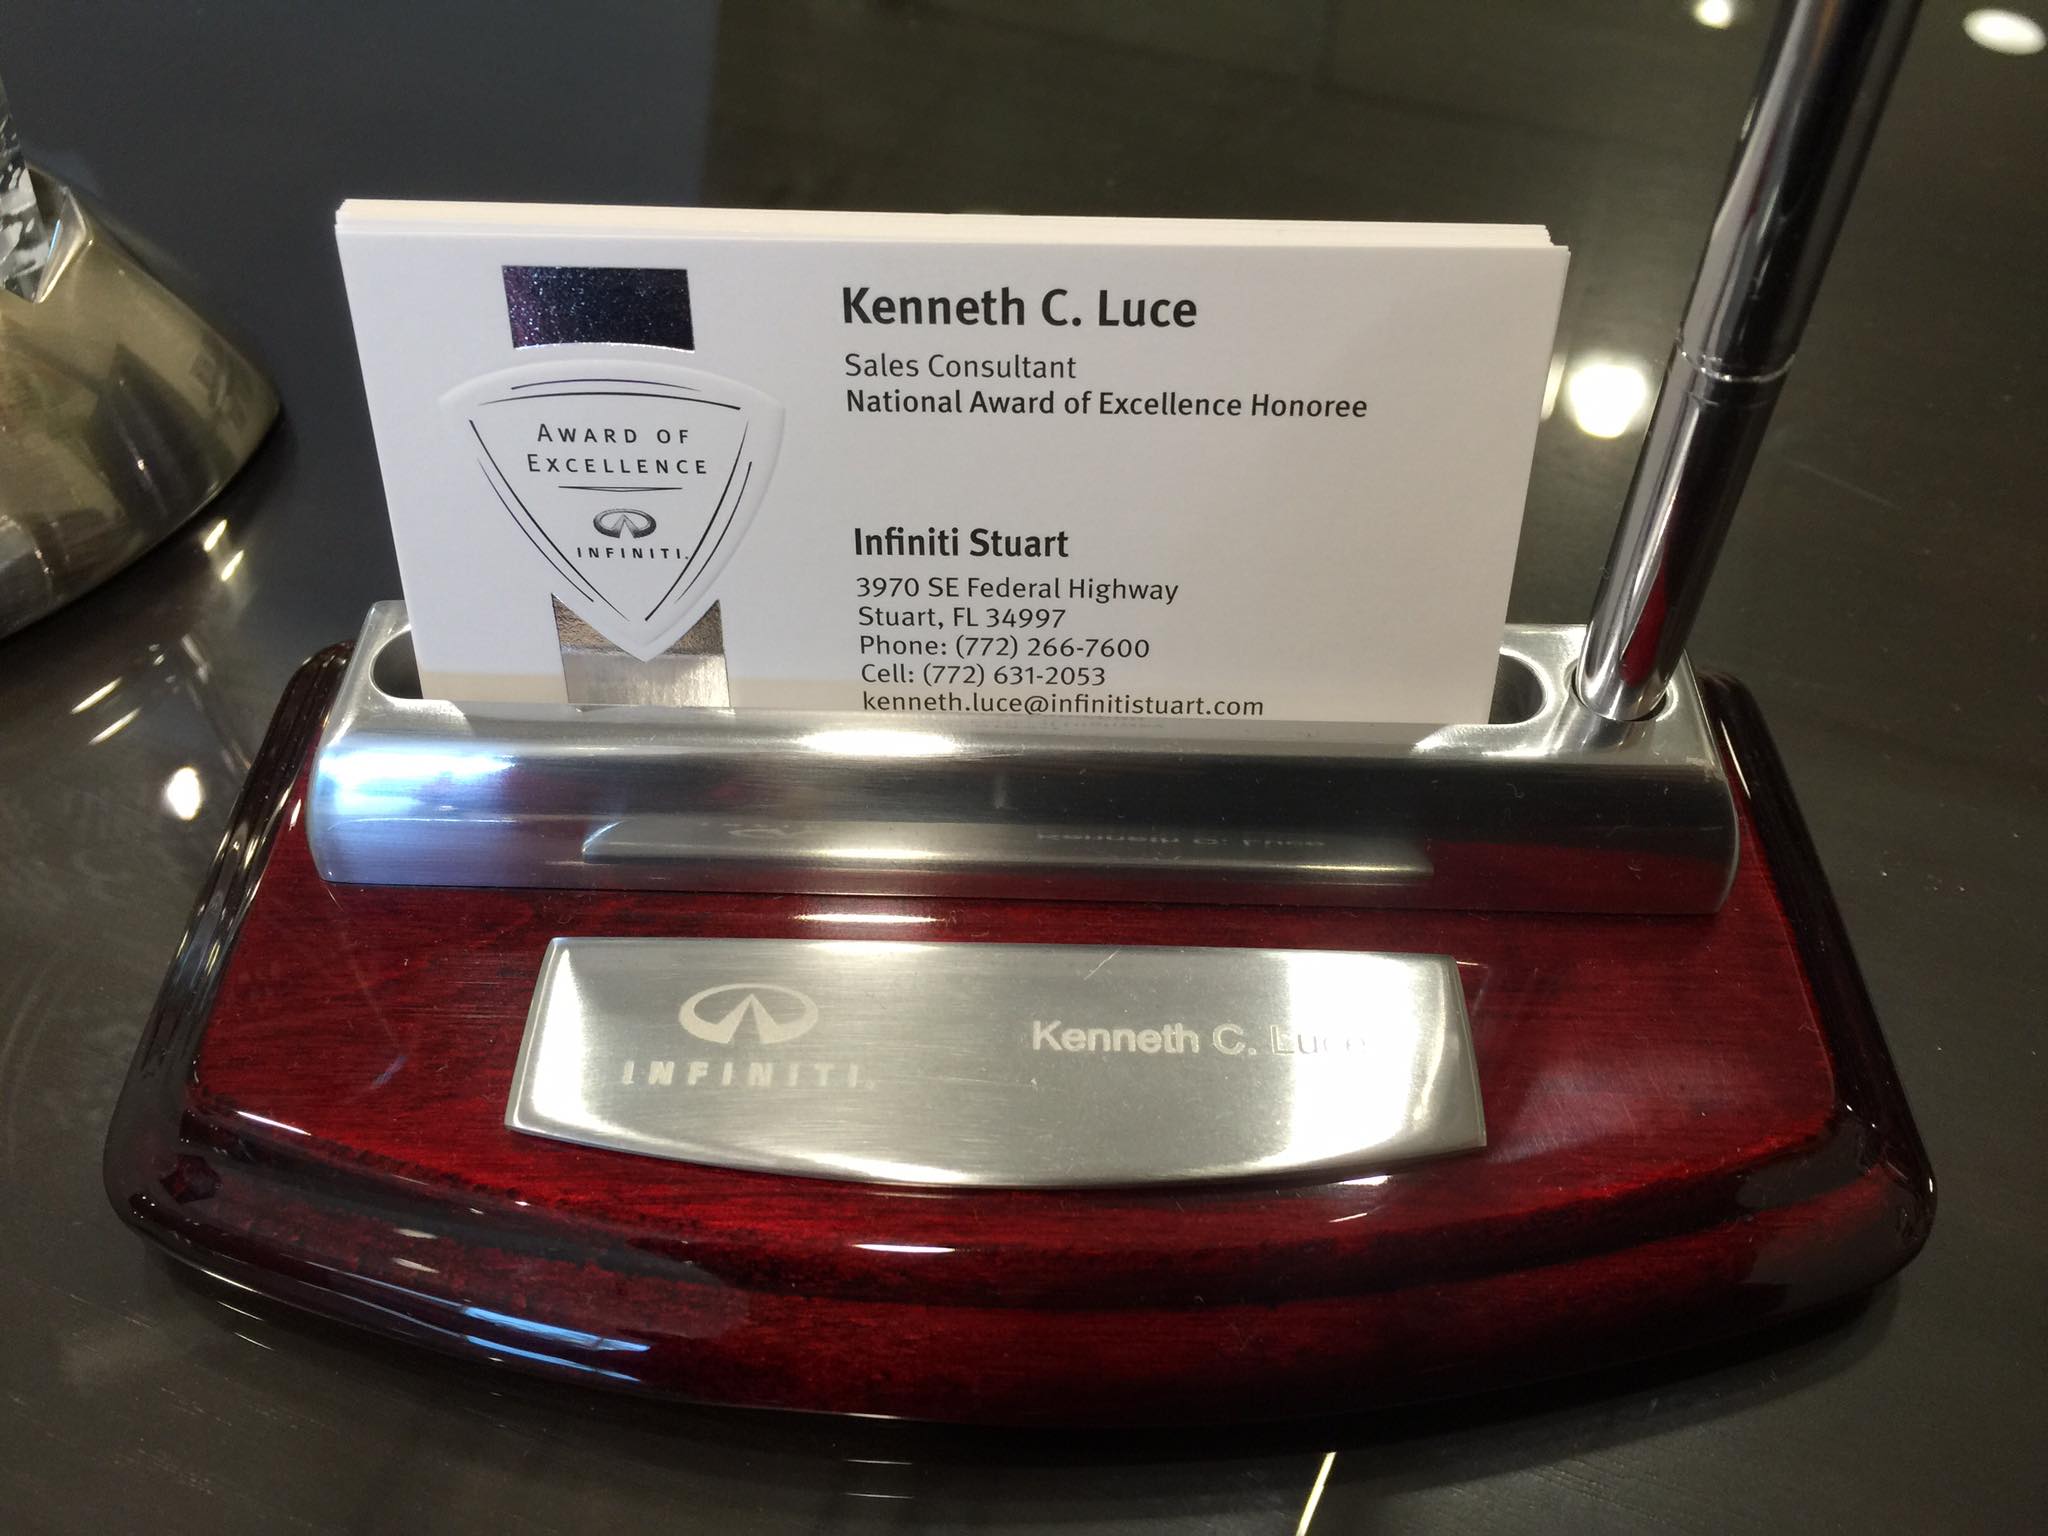 Kenneth C. Luce
Sales Consultant
National Award of Excellence Honoree
AWARD OF
EXCELLENCE
INFINITI.
Infiniti Stuart
3970 SE Federal Highway
Stuart, FL 34997
Phone: (772) 266-7600
Cell: (772) 631-2053
kenneth.luce@infinitistuart.com
Kenneth C. Luce
INFINITI.